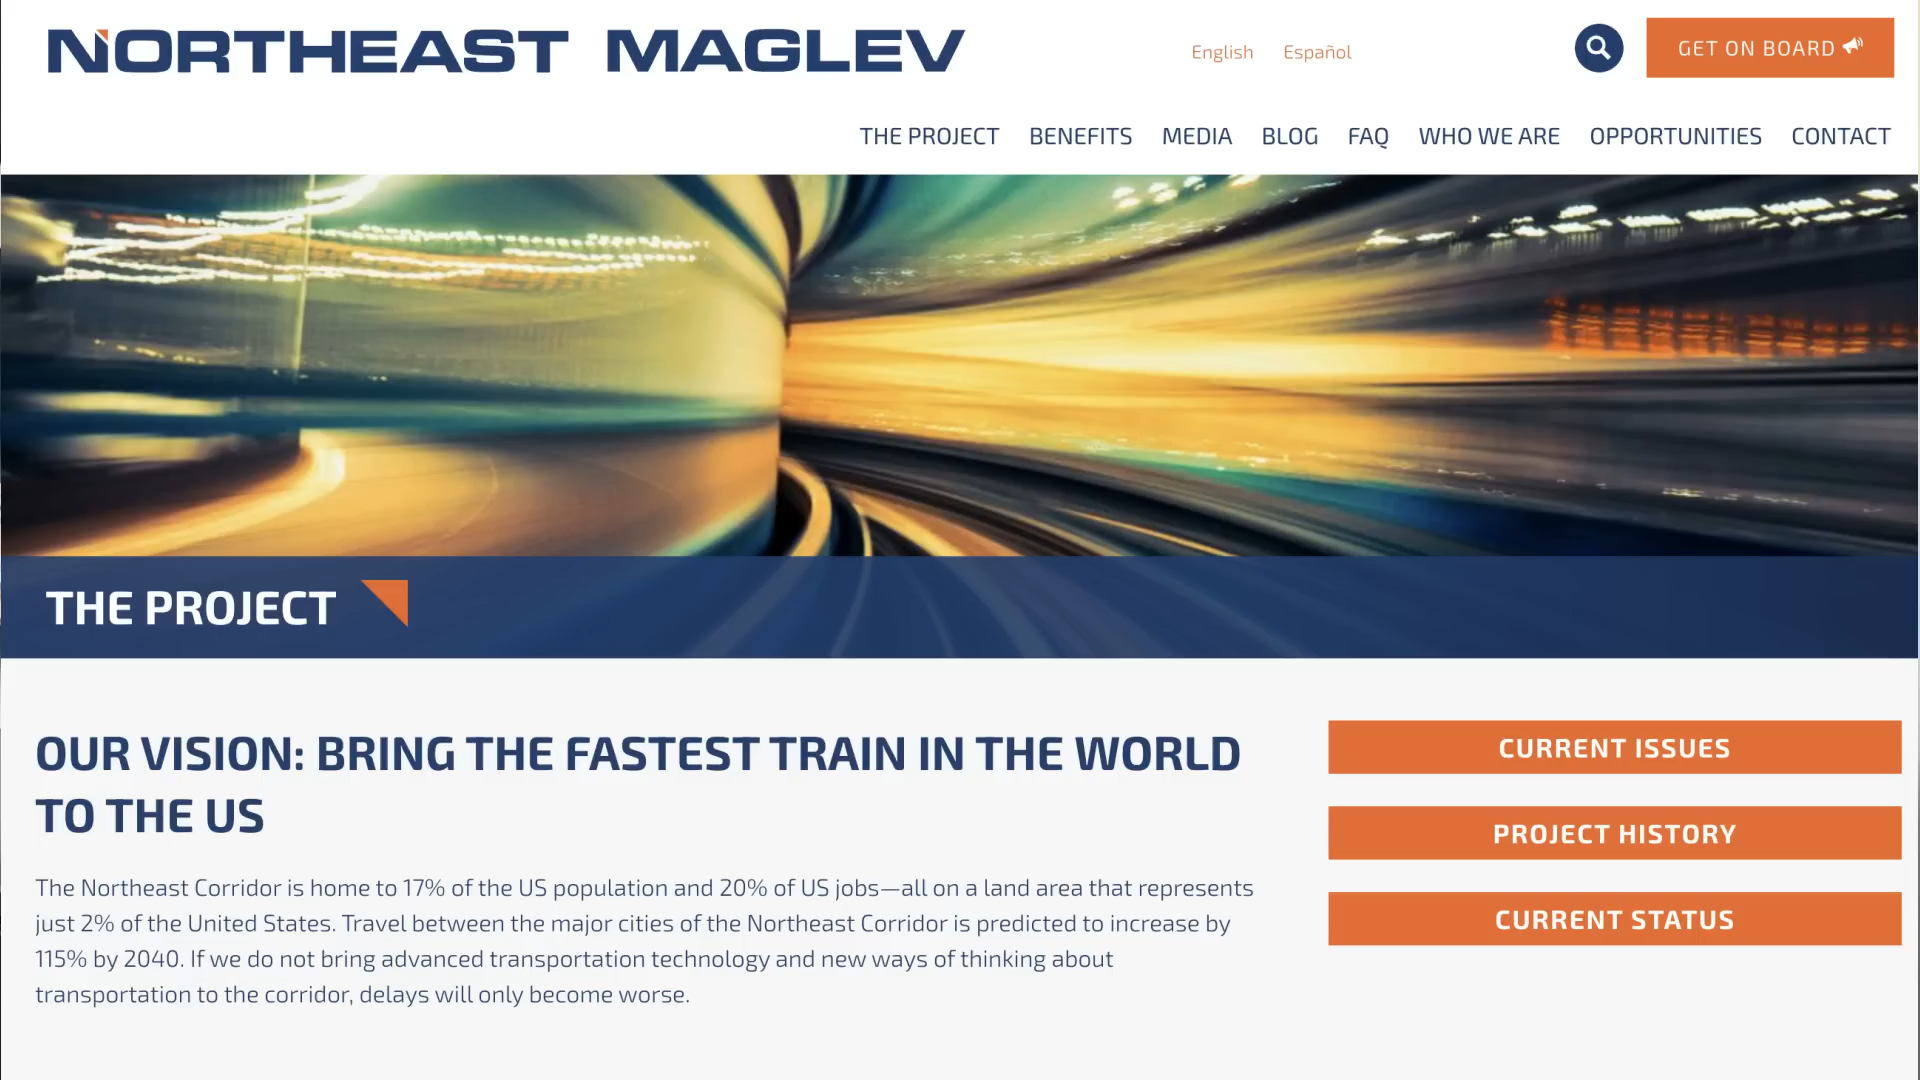 NORTHEAST MAGLEV
English Español
GET ON BOARD
THE PROJECT BENEFITS MEDIA BLOG FAQ WHO WE ARE OPPORTUNITIES CONTACT
THE PROJECT
OUR VISION: BRING THE FASTEST TRAIN IN THE WORLD
TO THE US
The Northeast Corridor is home to 17% of the US population and 20% of US jobs—all on a land area that represents
just 2% of the United States. Travel between the major cities of the Northeast Corridor is predicted to increase by
115% by 2040. If we do not bring advanced transportation technology and new ways of thinking about
transportation to the corridor, delays will only become worse.
CURRENT ISSUES
PROJECT HISTORY
CURRENT STATUS